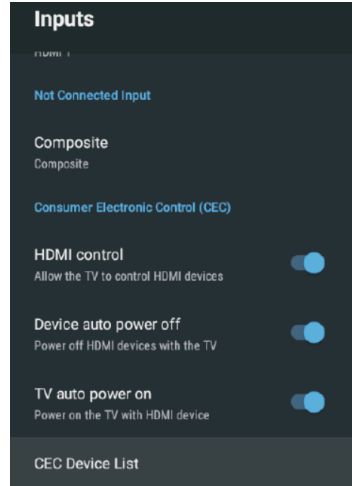 Inputs
HDMI 1
Not Connected Input
Composite
Composite
Consumer Electronic Control (CEC)
HDMI control
Allow the TV to control HDMI devices
Device auto power off
Power off HDMI devices with the TV
TV auto power on
Power on the TV with HDMI device
CEC Device List